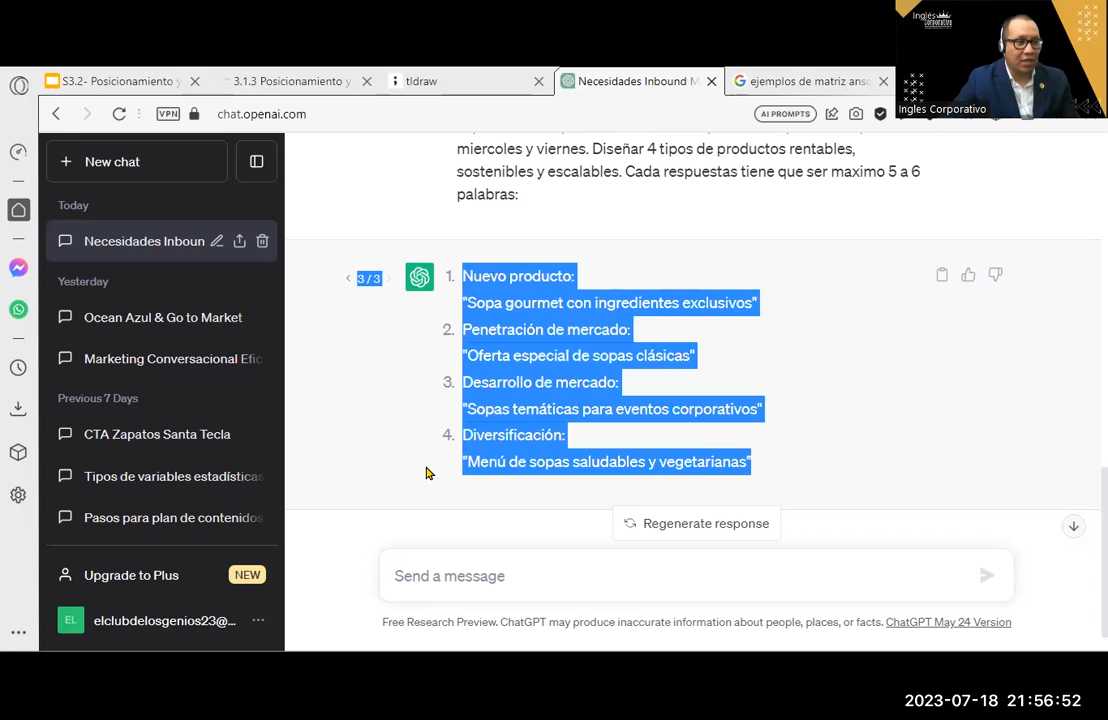 Inglés
Corporativo
Ingles Corporativo
S3.2- Posicionamiento y
3.1.3 Posicionamiento y
tldraw
Necesidades Inbound M
ejemplos de matriz anso
VPN
chat.openai.com
AI PROMPTS
New chat
Today
Necesidades Inboun
Yesterday
Ocean Azul & Go to Market
Marketing Conversacional Efic
Previous 7 Days
CTA Zapatos Santa Tecla
Tipos de variables estadísticas
Pasos para plan de contenidos
Upgrade to Plus
NEW
EL
elclubdelosgenios23@...
miercoles y viernes. Diseñar 4 tipos de productos rentables,
sostenibles y escalables. Cada respuestas tiene que ser maximo 5 a 6
palabras:
3 / 3
1. Nuevo producto:
"Sopa gourmet con ingredientes exclusivos"
2. Penetración de mercado:
"Oferta especial de sopas clásicas"
3. Desarrollo de mercado:
"Sopas temáticas para eventos corporativos"
4. Diversificación:
"Menú de sopas saludables y vegetarianas"
Regenerate response
Send a message
Free Research Preview. ChatGPT may produce inaccurate information about people, places, or facts. ChatGPT May 24 Version
2023-07-18 21:56:52